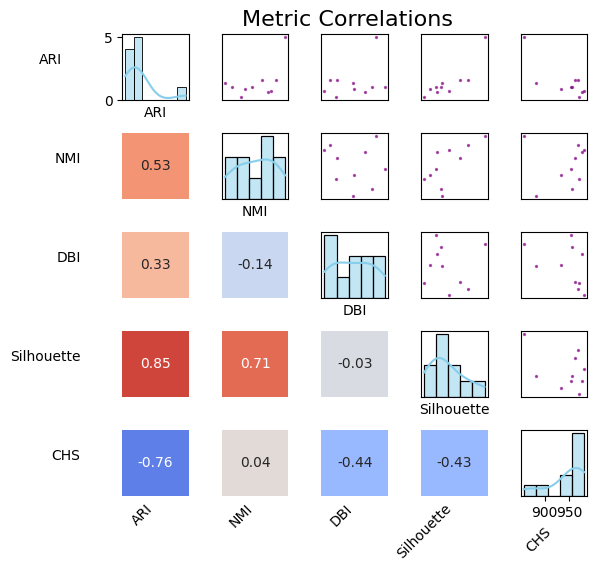 Metric Correlations
5
ARI
0
ARI
NMI
0.53
NMI
DBI
0.33
-0.14
DBI
Silhouette
0.85
0.71
-0.03
Silhouette
CHS
-0.76
0.04
-0.44
-0.43
900 950
ARI
NMI
DBI
Silhouette
CHS